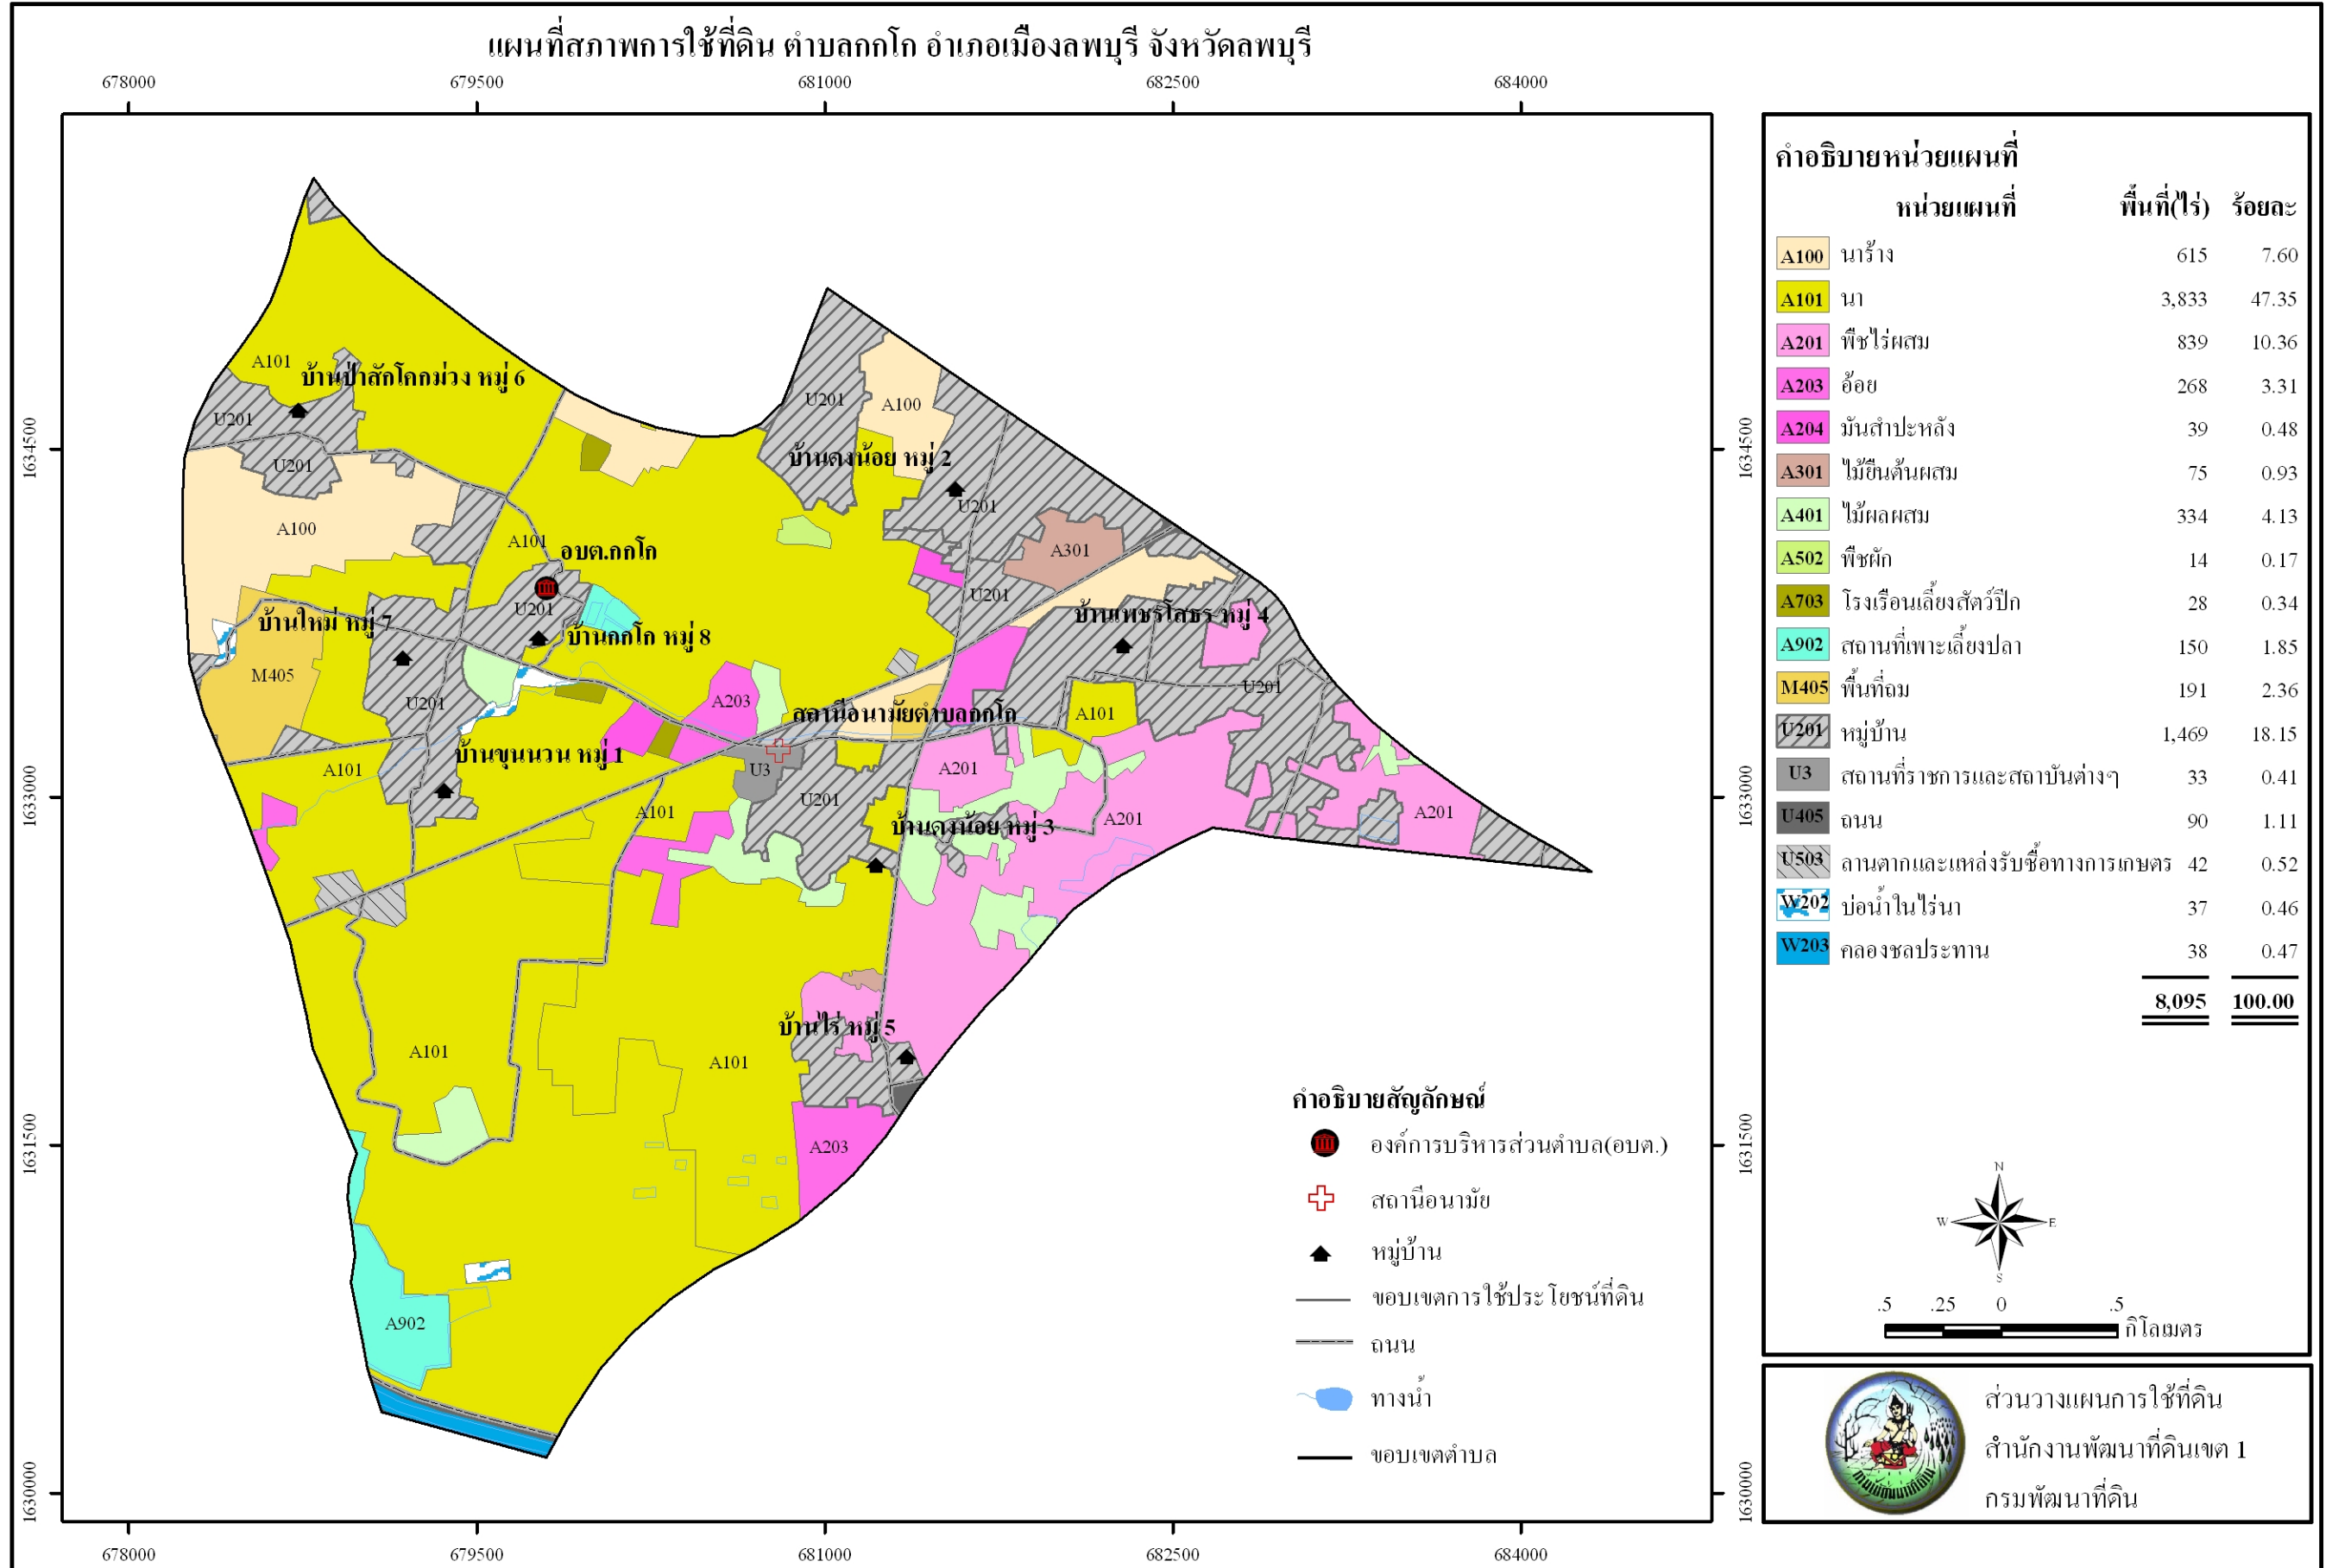 แผนที่สภาพการใช้ที่ดิน ตำบลกกโก อำเภอเมืองลพบุรี จังหวัดลพบุรี
678000 679500 681000 682500 684000
1634500 1634500
1633000 1633000
1631500 1631500
1630000 1630000
678000 679500 681000 682500 684000
A101
บ้านป่าสักโคกม่วง หมู่ 6
U201
U201
A100
U201
A100
บ้านดงน้อย หมู่ 2
U201
A101
อบต.กกโก
A301
U201
U201
บ้านเพชรโสธร หมู่ 4
บ้านใหม่ หมู่ 7
บ้านกกโก หมู่ 8
M405
U201
A203
สถานีอนามัยตำบลกกโก
A101
U201
บ้านขุนนวน หมู่ 1
A101
U3
A201
U201
A101
บ้านดงน้อย หมู่ 3
A201
A201
บ้านไร่ หมู่ 5
A101
A101
A203
A902
คำอธิบายหน่วยแผนที่
หน่วยแผนที่ พื้นที่(ไร่) ร้อยละ
A100 นาร้าง 615 7.60
A101 นา 3,833 47.35
A201 พืชไร่ผสม 839 10.36
A203 อ้อย 268 3.31
A204 มันสำปะหลัง 39 0.48
A301 ไม้ยืนต้นผสม 75 0.93
A401 ไม้ผลผสม 334 4.13
A502 พืชผัก 14 0.17
A703 โรงเรือนเลี้ยงสัตว์ปีก 28 0.34
A902 สถานที่เพาะเลี้ยงปลา 150 1.85
M405 พื้นที่ถม 191 2.36
U201 หมู่บ้าน 1,469 18.15
U3 สถานที่ราชการและสถาบันต่างๆ 33 0.41
U405 ถนน 90 1.11
U503 ลานตากและแหล่งรับซื้อทางการเกษตร 42 0.52
W202 บ่อน้ำในไร่นา 37 0.46
W203 คลองชลประทาน 38 0.47
8,095 100.00
คำอธิบายสัญลักษณ์
องค์การบริหารส่วนตำบล(อบต.)
สถานีอนามัย
หมู่บ้าน
ขอบเขตการใช้ประโยชน์ที่ดิน
ถนน
ทางน้ำ
ขอบเขตตำบล
N
W E
S
.5 .25 0 .5
กิโลเมตร
ส่วนวางแผนการใช้ที่ดิน
สำนักงานพัฒนาที่ดินเขต 1
กรมพัฒนาที่ดิน
กรมพัฒนาที่ดิน